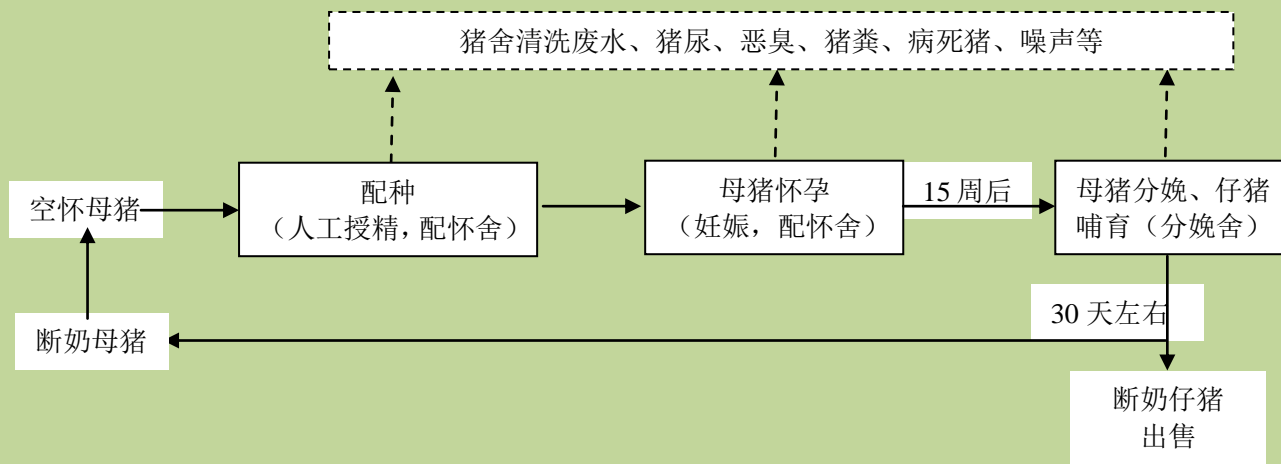 猪舍清洗废水、猪尿、恶臭、猪粪、病死猪、噪声等
空怀母猪
配种
（人工授精，配怀舍）
母猪怀孕
（妊娠，配怀舍）
15 周后
母猪分娩、仔猪
哺育（分娩舍）
30 天左右
断奶母猪
断奶仔猪
出售